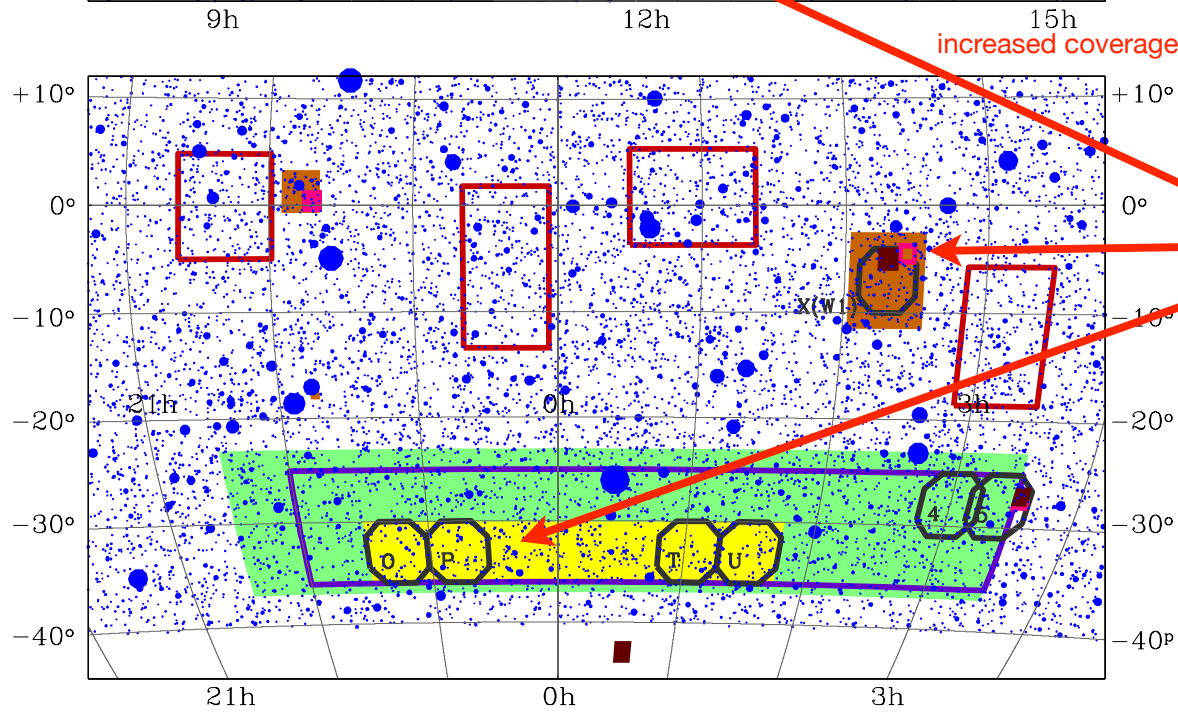 9h 12h 15h
increased coverage
+10° +10°
0° 0°
X(W1)
−10° −10°
21h 0h 3h
−20° −20°
4 5
−30° −30°
O P T U
−40° −40P
21h 0h 3h